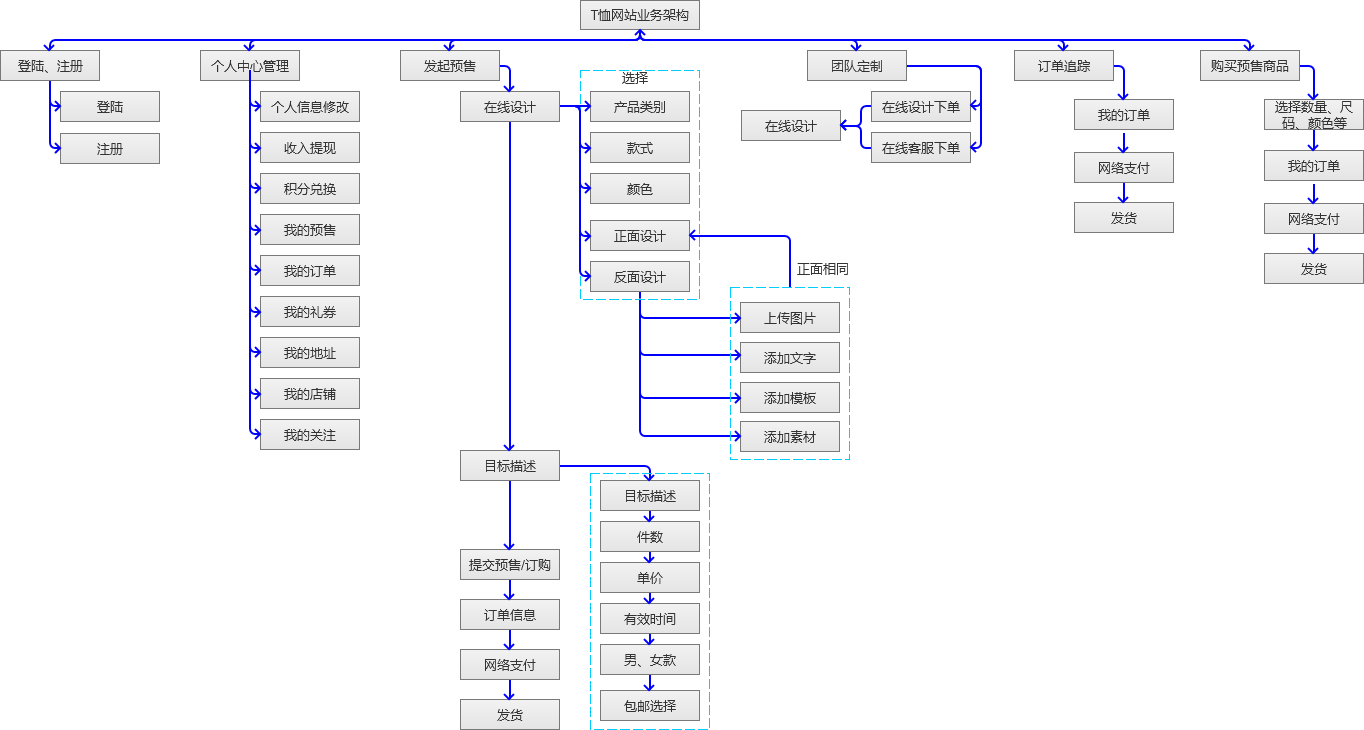 T恤网站业务架构
登陆、注册
登陆
注册
个人中心管理
个人信息修改
收入提现
积分兑换
我的预售
我的订单
我的礼券
我的地址
我的店铺
我的关注
发起预售
在线设计
选择
产品类别
款式
颜色
正面设计
反面设计
正面相同
上传图片
添加文字
添加模板
添加素材
目标描述
目标描述
件数
单价
有效时间
男、女款
包邮选择
提交预售/订购
订单信息
网络支付
发货
团队定制
在线设计下单
在线客服下单
在线设计
订单追踪
我的订单
网络支付
发货
购买预售商品
选择数量、尺
码、颜色等
我的订单
网络支付
发货